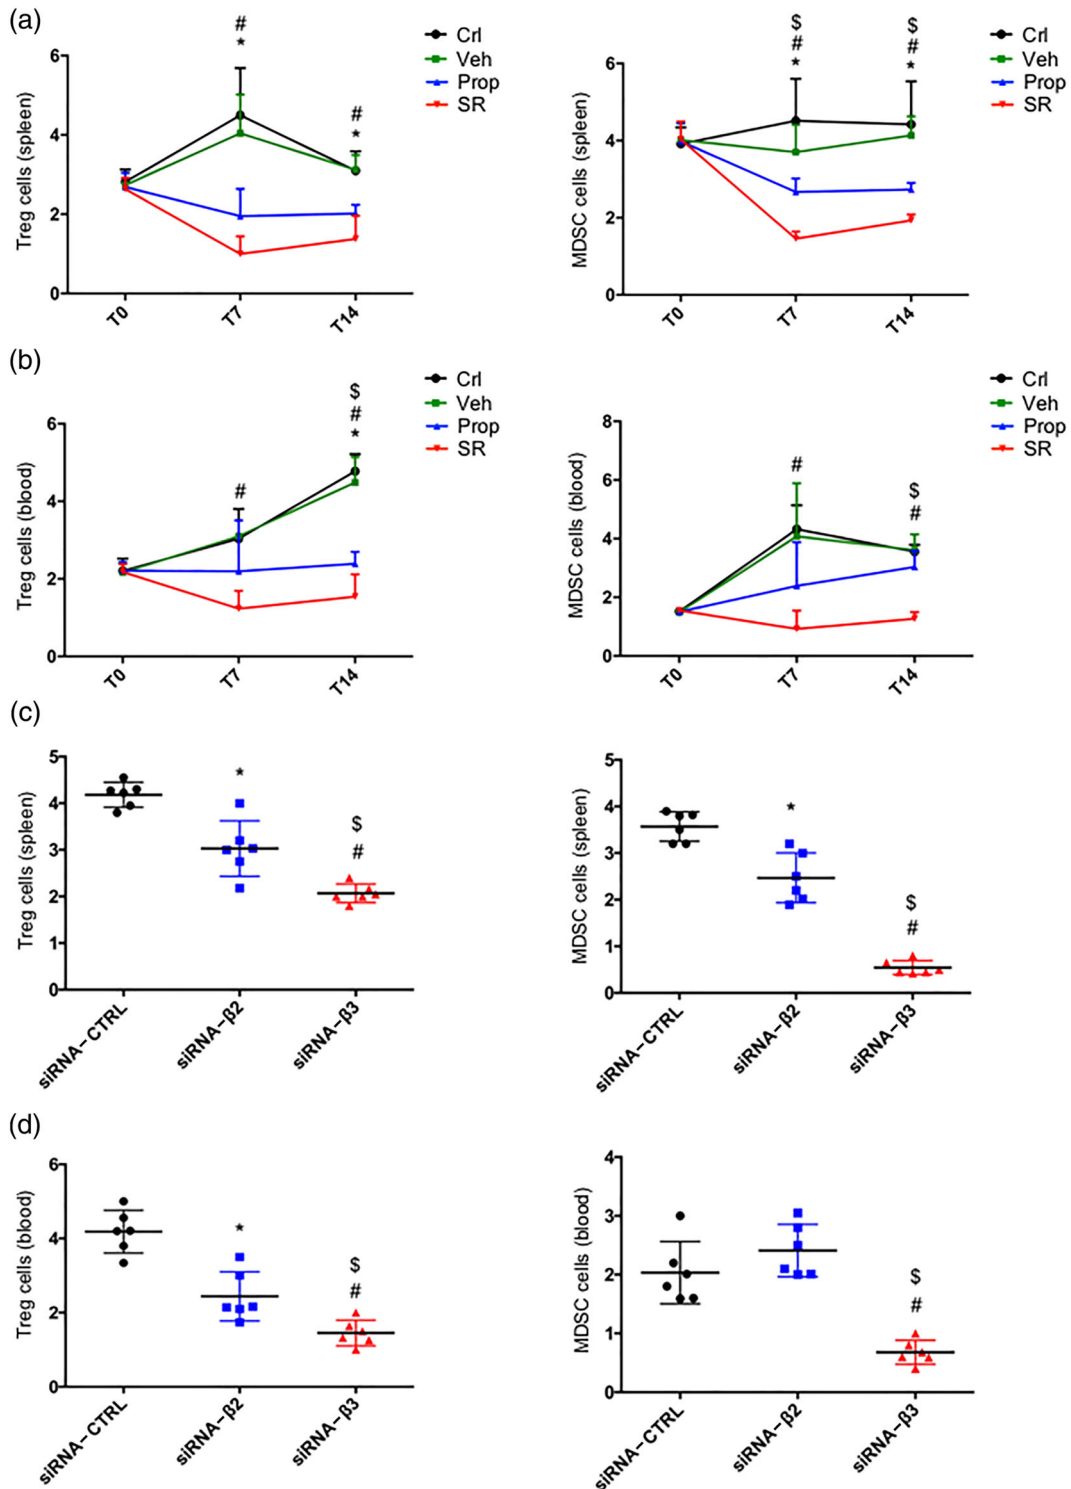 (a)
Treg cells (spleen)
6
4
2
0
#
*
#
*
T0
T7
T14
Crl
Veh
Prop
SR
MDSC cells (spleen)
6
4
2
0
$
#
*
$
#
*
T0
T7
T14
Crl
Veh
Prop
SR
(b)
Treg cells (blood)
6
4
2
0
#
$
#
*
T0
T7
T14
Crl
Veh
Prop
SR
MDSC cells (blood)
8
6
4
2
0
#
$
#
T0
T7
T14
Crl
Veh
Prop
SR
(c)
Treg cells (spleen)
5
4
3
2
1
0
*
$
#
siRNA-CTRL
siRNA-β2
siRNA-β3
MDSC cells (spleen)
5
4
3
2
1
0
*
$
#
siRNA-CTRL
siRNA-β2
siRNA-β3
(d)
Treg cells (blood)
6
4
2
0
*
$
#
siRNA-CTRL
siRNA-β2
siRNA-β3
MDSC cells (blood)
4
3
2
1
0
$
#
siRNA-CTRL
siRNA-β2
siRNA-β3